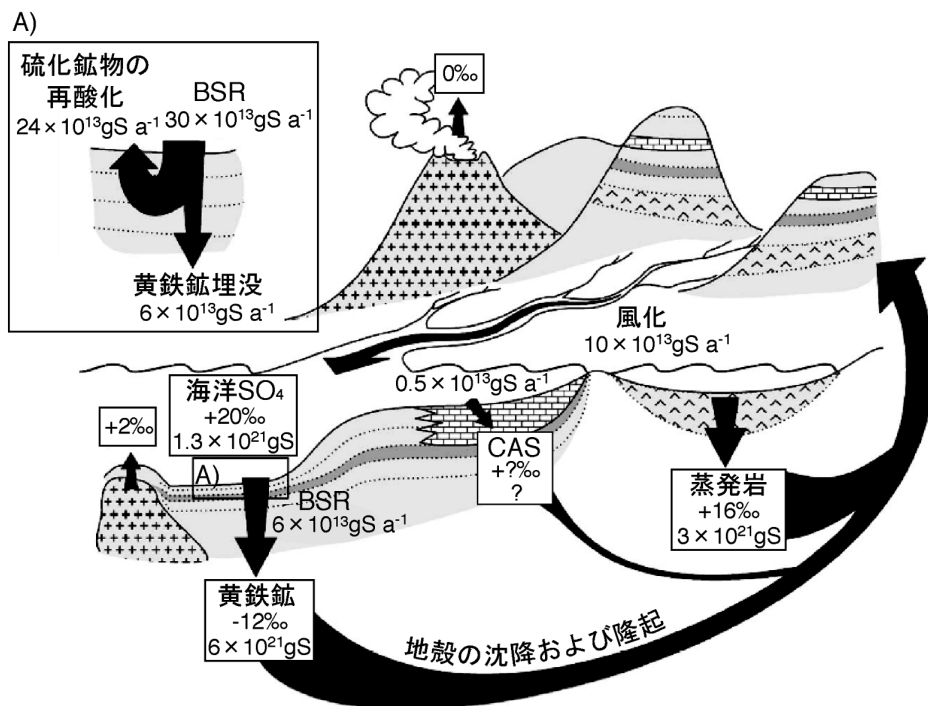 A)
硫化鉱物の
再酸化
24×10¹³gS a⁻¹
BSR
30×10¹³gS a⁻¹
黄鉄鉱埋没
6×10¹³gS a⁻¹
0‰
風化
10×10¹³gS a⁻¹
海洋SO₄
+20‰
1.3×10²¹gS
0.5×10¹³gS a⁻¹
+2‰
A)
BSR
6×10¹³gS a⁻¹
CAS
+?‰
?
蒸発岩
+16‰
3×10²¹gS
黄鉄鉱
-12‰
6×10²¹gS
地殻の沈降および隆起